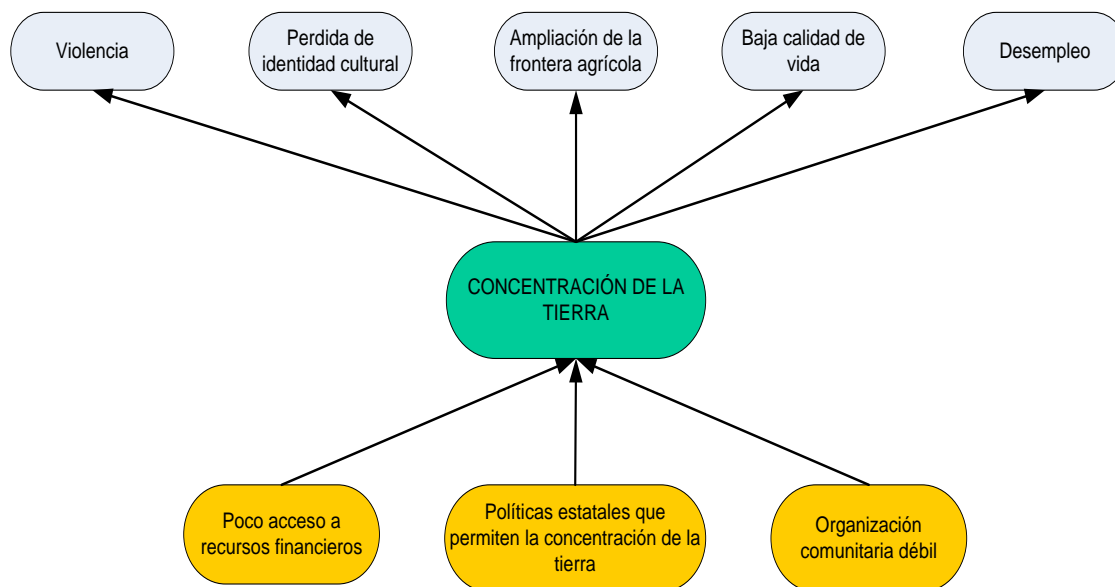 Violencia
Perdida de
identidad cultural
Ampliación de la
frontera agrícola
Baja calidad de
vida
Desempleo
CONCENTRACIÓN DE LA
TIERRA
Poco acceso a
recursos financieros
Políticas estatales que
permiten la concentración de la
tierra
Organización
comunitaria débil